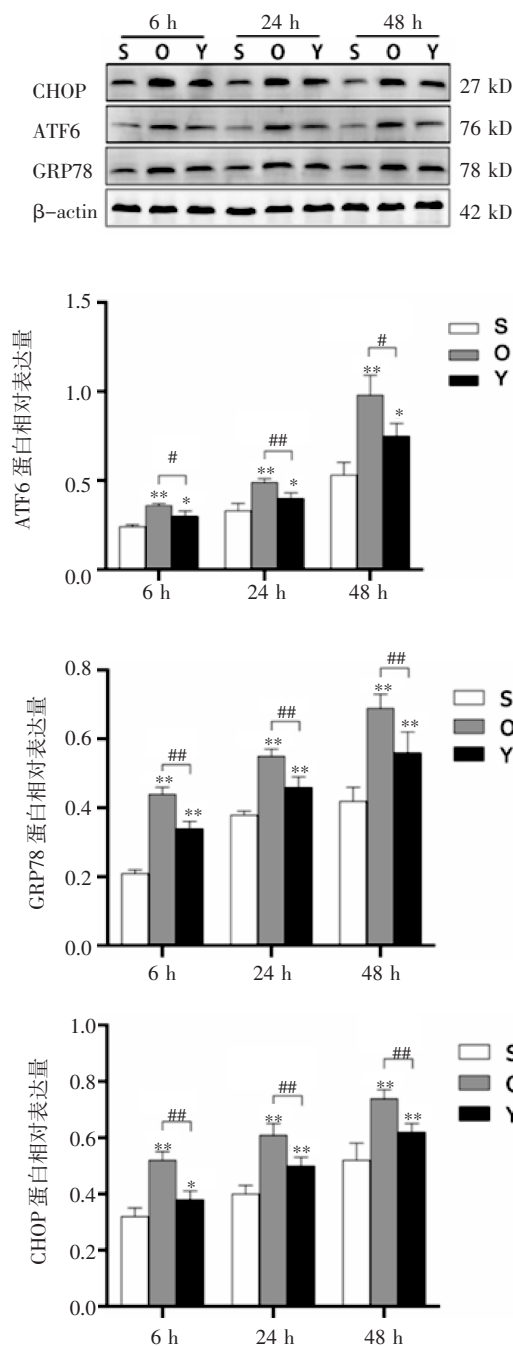 6 h 24 h 48 h
S O Y S O Y S O Y
CHOP 27 kD
ATF6 76 kD
GRP78 78 kD
β-actin 42 kD
ATF6 蛋白相对表达量
1.5
1.0
0.5
0.0
# ## #
** * ** * ** *
6 h 24 h 48 h
S
O
Y
GRP78 蛋白相对表达量
0.8
0.6
0.4
0.2
0.0
## ## ##
** ** ** ** ** **
6 h 24 h 48 h
S
O
Y
CHOP 蛋白相对表达量
1.0
0.8
0.6
0.4
0.2
0.0
## ## ##
** * ** ** ** **
6 h 24 h 48 h
S
O
Y